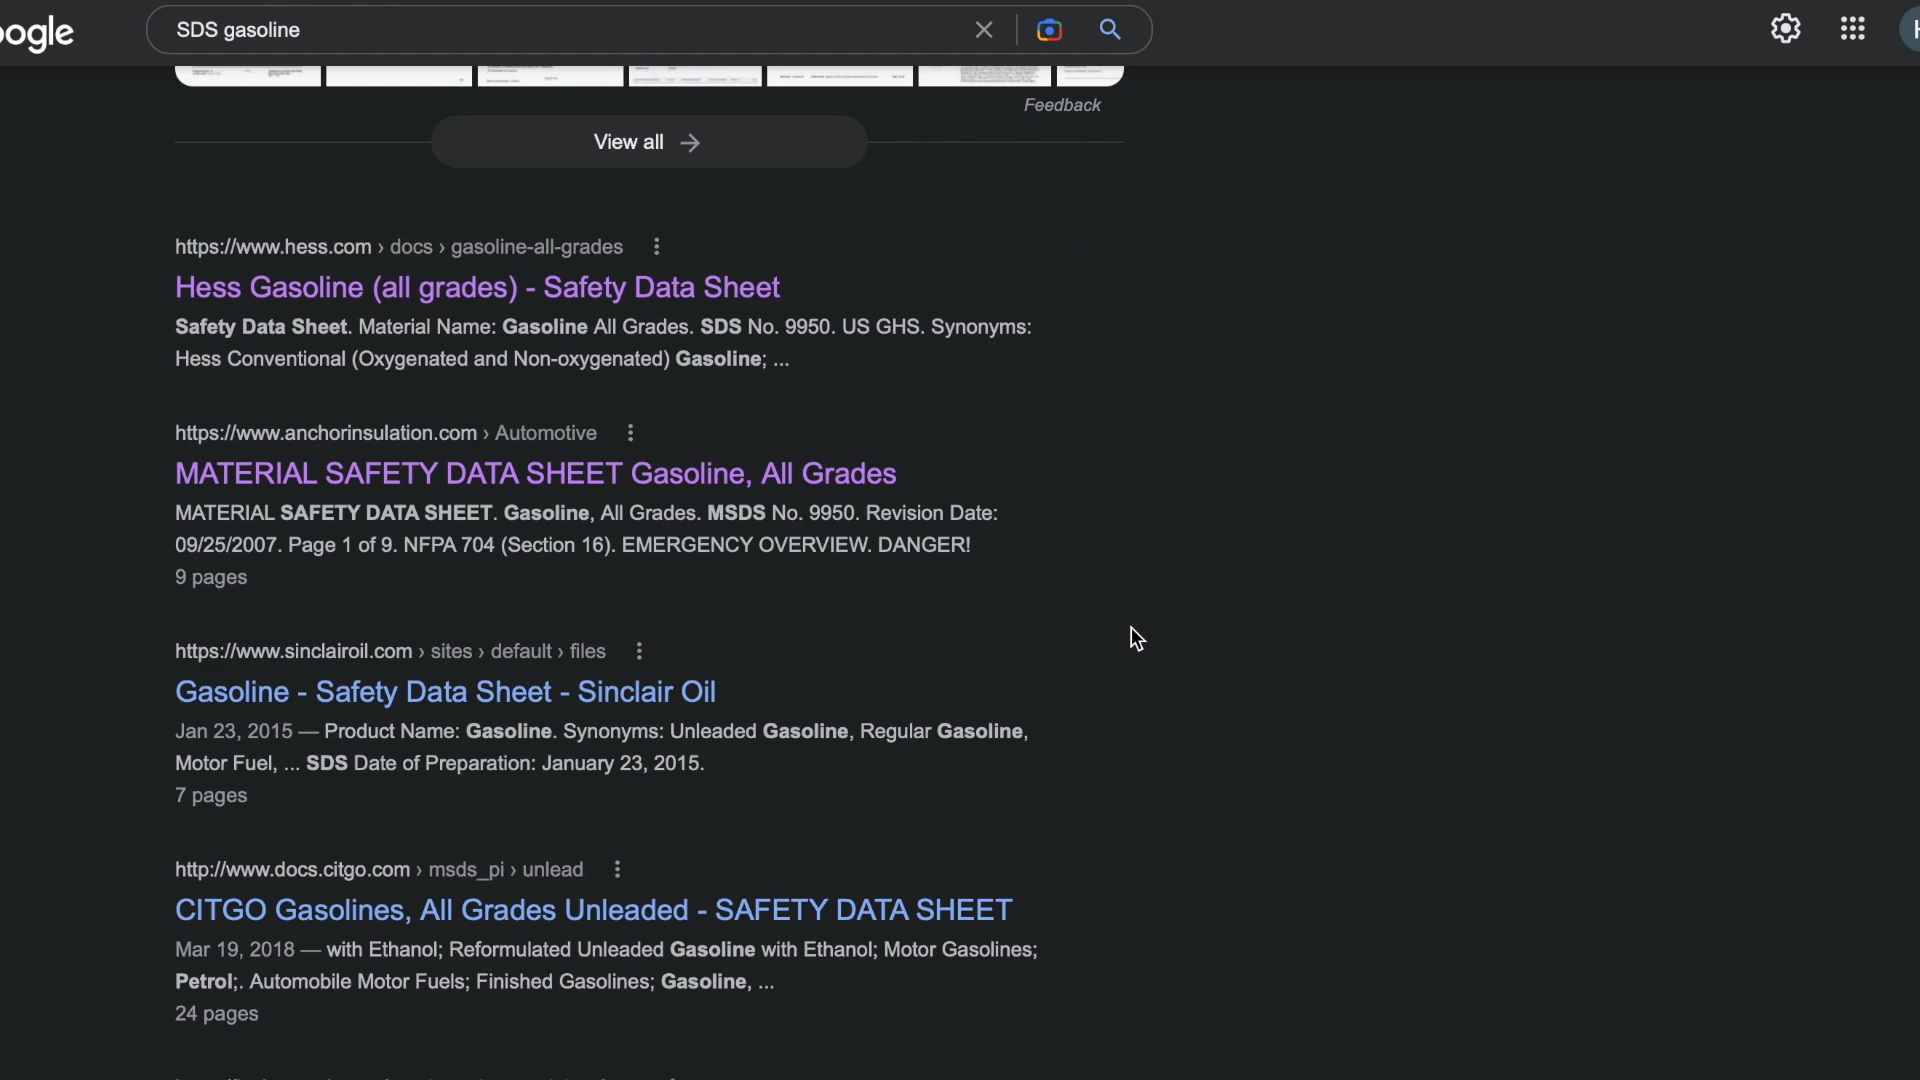 oogle
SDS gasoline
Feedback
View all →
https://www.hess.com › docs › gasoline-all-grades
Hess Gasoline (all grades) - Safety Data Sheet
Safety Data Sheet. Material Name: Gasoline All Grades. SDS No. 9950. US GHS. Synonyms:
Hess Conventional (Oxygenated and Non-oxygenated) Gasoline; ...
https://www.anchorinsulation.com › Automotive
MATERIAL SAFETY DATA SHEET Gasoline, All Grades
MATERIAL SAFETY DATA SHEET. Gasoline, All Grades. MSDS No. 9950. Revision Date:
09/25/2007. Page 1 of 9. NFPA 704 (Section 16). EMERGENCY OVERVIEW. DANGER!
9 pages
https://www.sinclairoil.com › sites › default › files
Gasoline - Safety Data Sheet - Sinclair Oil
Jan 23, 2015 — Product Name: Gasoline. Synonyms: Unleaded Gasoline, Regular Gasoline,
Motor Fuel, ... SDS Date of Preparation: January 23, 2015.
7 pages
http://www.docs.citgo.com › msds_pi › unlead
CITGO Gasolines, All Grades Unleaded - SAFETY DATA SHEET
Mar 19, 2018 — with Ethanol; Reformulated Unleaded Gasoline with Ethanol; Motor Gasolines;
Petrol;. Automobile Motor Fuels; Finished Gasolines; Gasoline, ...
24 pages